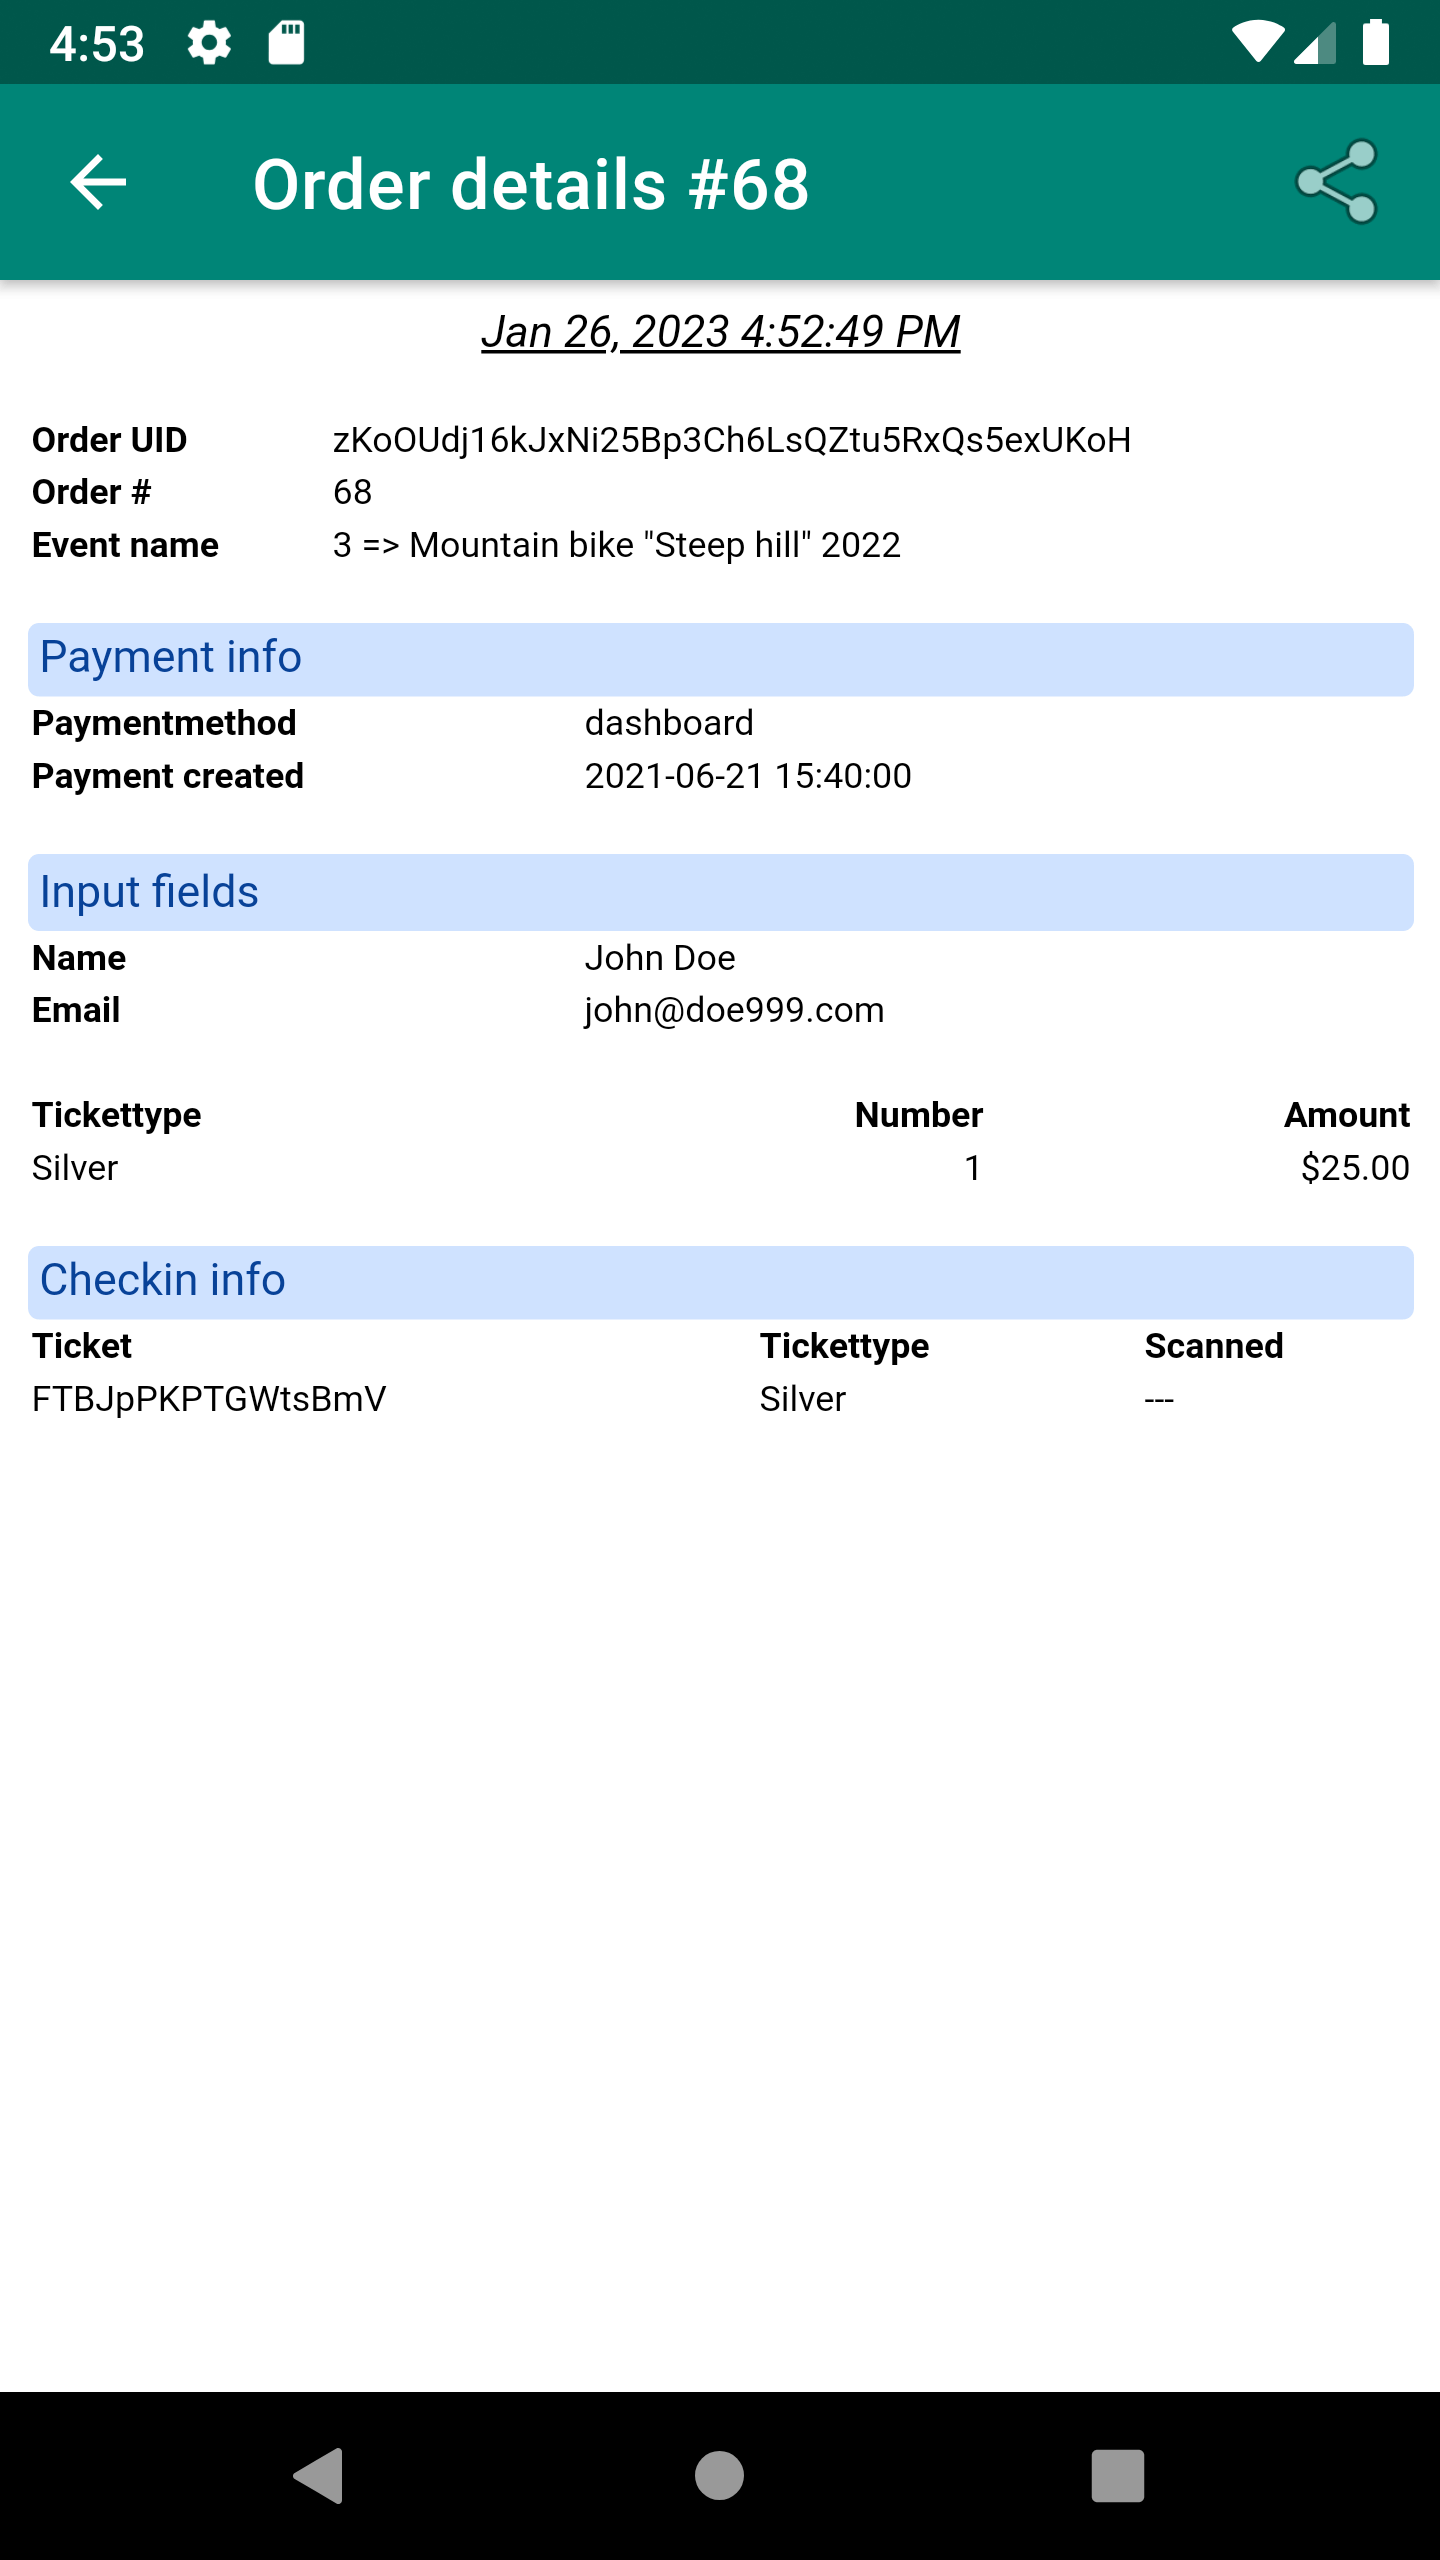 4:53
Order details #68
Jan 26, 2023 4:52:49 PM
Order UID zKoOUdj16kJxNi25Bp3Ch6LsQZtu5RxQs5exUKoH
Order # 68
Event name 3 => Mountain bike "Steep hill" 2022
Payment info
Paymentmethod dashboard
Payment created 2021-06-21 15:40:00
Input fields
Name John Doe
Email john@doe999.com
Tickettype Number Amount
Silver 1 $25.00
Checkin info
Ticket Tickettype Scanned
FTBJpPKPTGWtsBmV Silver ---